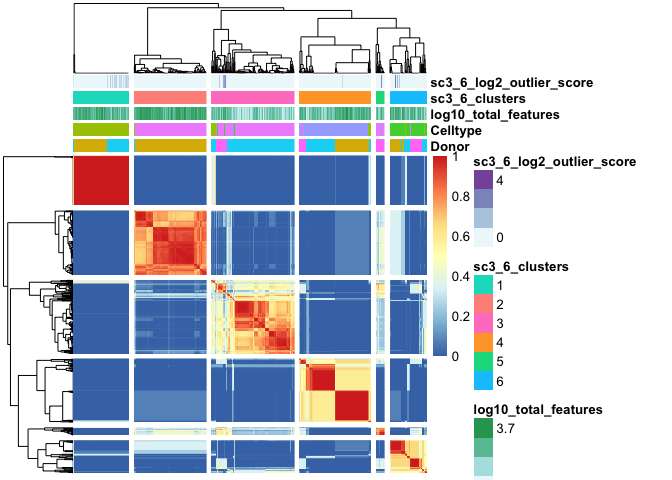 sc3_6_log2_outlier_score
sc3_6_clusters
log10_total_features
Celltype
Donor
1
0.8
0.6
0.4
0.2
0
sc3_6_log2_outlier_score
4
0
sc3_6_clusters
1
2
3
4
5
6
log10_total_features
3.7